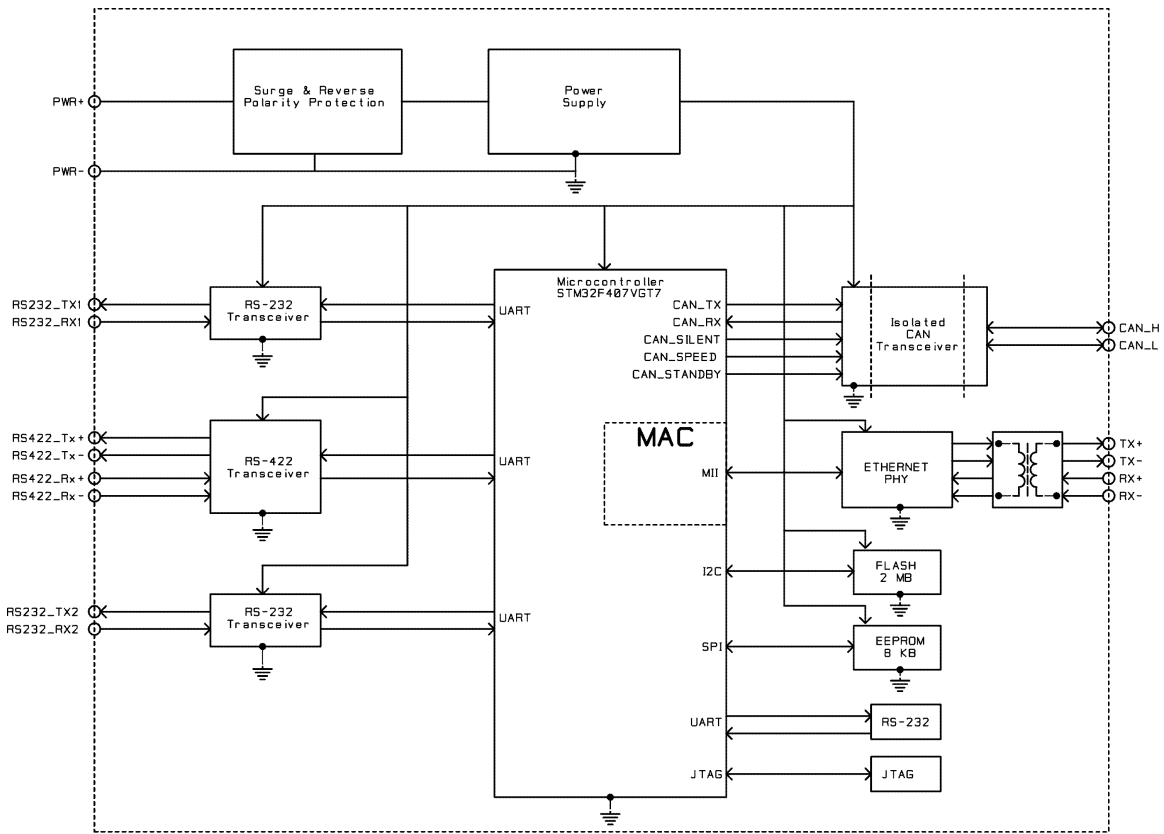 Surge & Reverse
Polarity Protection
Power
Supply
PWR+
PWR-
Microcontroller
STM32F407VGT7
RS232_TX1
RS232_RX1
RS-232
Transceiver
UART
CAN_TX
CAN_RX
CAN_SILENT
CAN_SPEED
CAN_STANDBY
Isolated
CAN
Transceiver
CAN_H
CAN_L
RS422_Tx+
RS422_Tx-
RS422_Rx+
RS422_Rx-
RS-422
Transceiver
UART
MAC
MII
ETHERNET
PHY
TX+
TX-
RX+
RX-
I2C
FLASH
2 MB
RS232_TX2
RS232_RX2
RS-232
Transceiver
UART
SPI
EEPROM
8 KB
UART
RS-232
JTAG
JTAG